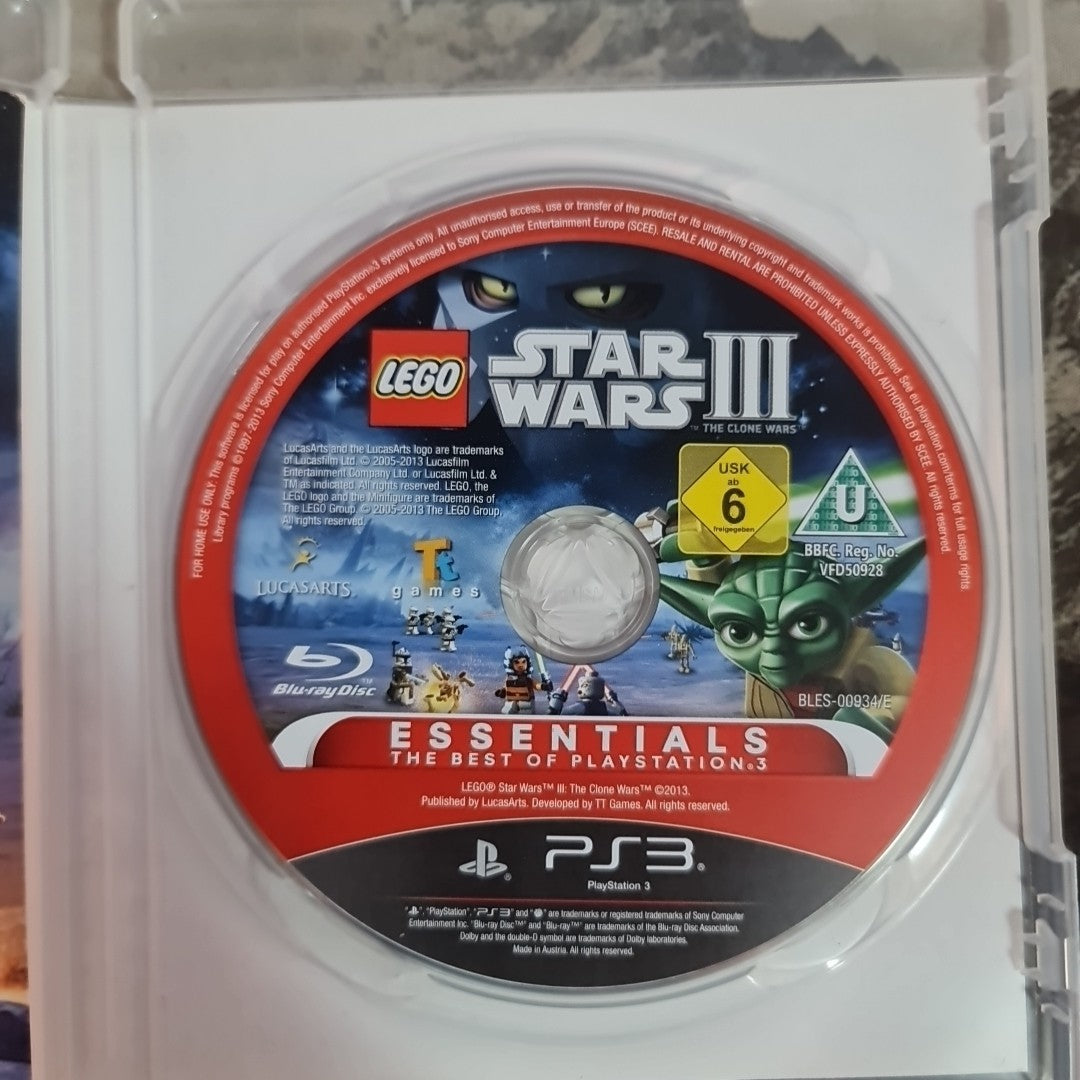 FOR HOME USE ONLY. This software is licensed for play on authorised PlayStation®3 systems only. All unauthorised access, use or transfer of the product or its underlying copyright and trademark works is prohibited. See eu.playstation.com/terms for full usage rights.
Library programs ©1997-2013 Sony Computer Entertainment Inc. exclusively licensed to Sony Computer Entertainment Europe (SCEE). RESALE AND RENTAL ARE PROHIBITED UNLESS EXPRESSLY AUTHORISED BY SCEE. All rights reserved.
LEGO
STAR
WARS III
™ THE CLONE WARS™
LucasArts and the LucasArts logo are trademarks
of Lucasfilm Ltd. © 2005-2013 Lucasfilm
Entertainment Company Ltd. or Lucasfilm Ltd. &
TM as indicated. All rights reserved. LEGO, the
LEGO logo and the Minifigure are trademarks of
The LEGO Group. © 2005-2013 The LEGO Group.
All rights reserved.
USK
ab
6
freigegeben
U
BBFC. Reg. No.
VFD50928
LUCASARTS.
Tt
games
Blu-ray Disc™
BLES-00934/E
ESSENTIALS
THE BEST OF PLAYSTATION®3
LEGO® Star Wars™ III: The Clone Wars™ ©2013.
Published by LucasArts. Developed by TT Games. All rights reserved.
PS3®
PlayStation 3
"PlayStation", "PS3" and " " are trademarks or registered trademarks of Sony Computer
Entertainment Inc. "Blu-ray Disc™" and "Blu-ray™" are trademarks of the Blu-ray Disc Association.
Dolby and the double-D symbol are trademarks of Dolby laboratories.
Made in Austria. All rights reserved.